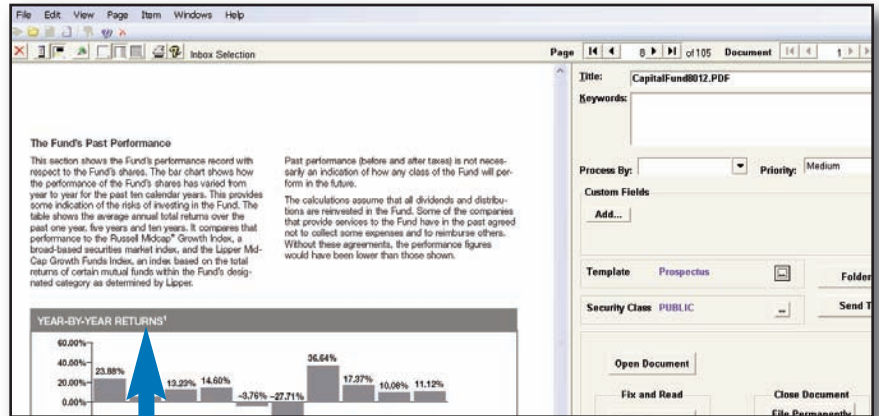 File Edit View Page Item Windows Help
Inbox Selection
Page 8 of 105 Document 1
Title: CapitalFund8012.PDF
Keywords:
Process By: Priority: Medium
Custom Fields
Add...
Template Prospectus ... Folder
Security Class PUBLIC ... Send T
Open Document
Fix and Read Close Document
File Permanently
The Fund's Past Performance
This section shows the Fund's performance record with
respect to the Fund's shares. The bar chart shows how
the performance of the Fund's shares has varied from
year to year for the past ten calendar years. This provides
some indication of the risks of investing in the Fund. The
table shows the average annual total returns over the
past one year, five years and ten years. It compares that
performance to the Russell Midcap® Growth Index, a
broad-based securities market index, and the Lipper Mid-
Cap Growth Funds Index, an index based on the total
returns of certain mutual funds within the Fund's desig-
nated category as determined by Lipper.
Past performance (before and after taxes) is not neces-
sarily an indication of how any class of the Fund will per-
form in the future.
The calculations assume that all dividends and distribu-
tions are reinvested in the Fund. Some of the companies
that provide services to the Fund have in the past agreed
not to collect some expenses and to reimburse others.
Without these agreements, the performance figures
would have been lower than those shown.
YEAR-BY-YEAR RETURNS¹
60.00%
40.00%
20.00%
0.00%
23.88% 13.23% 14.60% -3.76% -27.71% 36.64% 17.37% 10.08% 11.12%